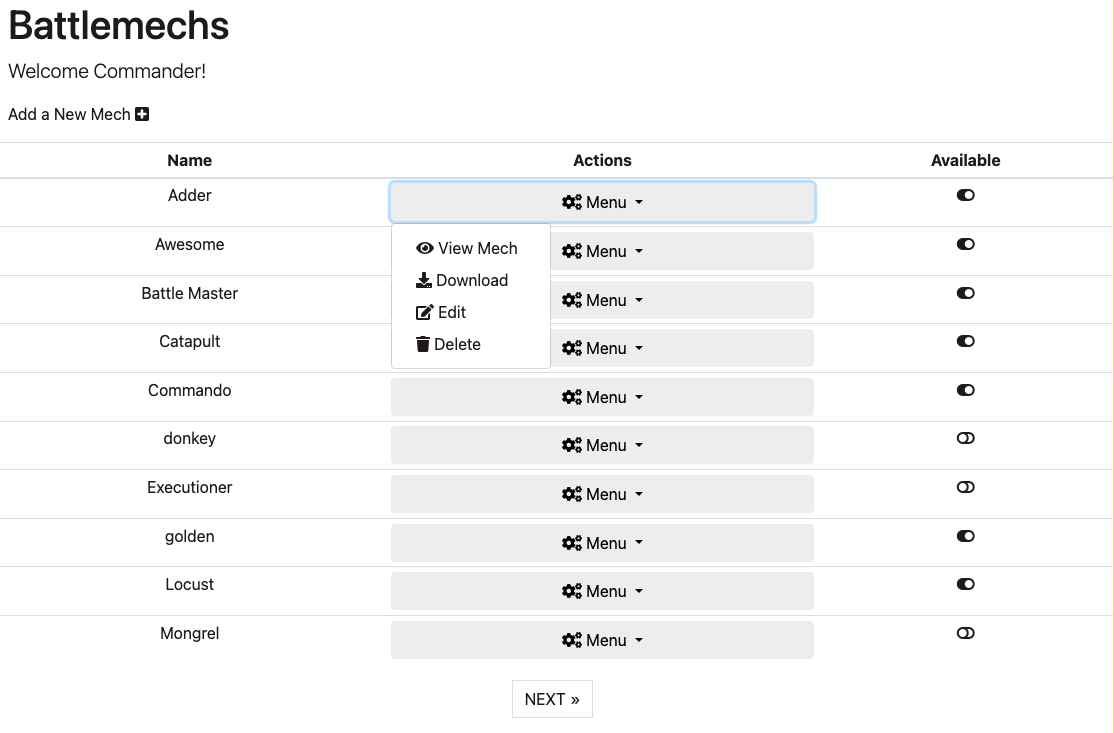 Battlemechs
Welcome Commander!
Add a New Mech
Name Actions Available
Adder Menu
Awesome Menu
View Mech
Download
Edit
Delete
Battle Master Menu
Catapult Menu
Commando Menu
donkey Menu
Executioner Menu
golden Menu
Locust Menu
Mongrel Menu
NEXT »